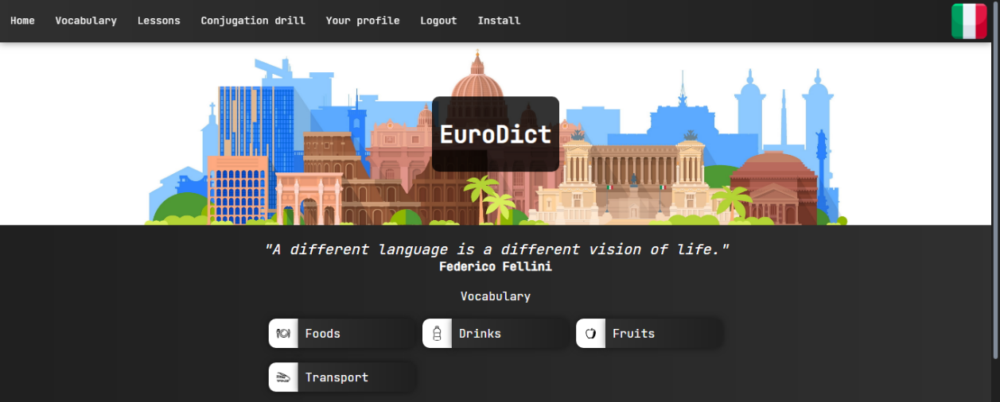 Home Vocabulary Lessons Conjugation drill Your profile Logout Install
EuroDict
"A different language is a different vision of life."
Federico Fellini
Vocabulary
Foods Drinks Fruits
Transport